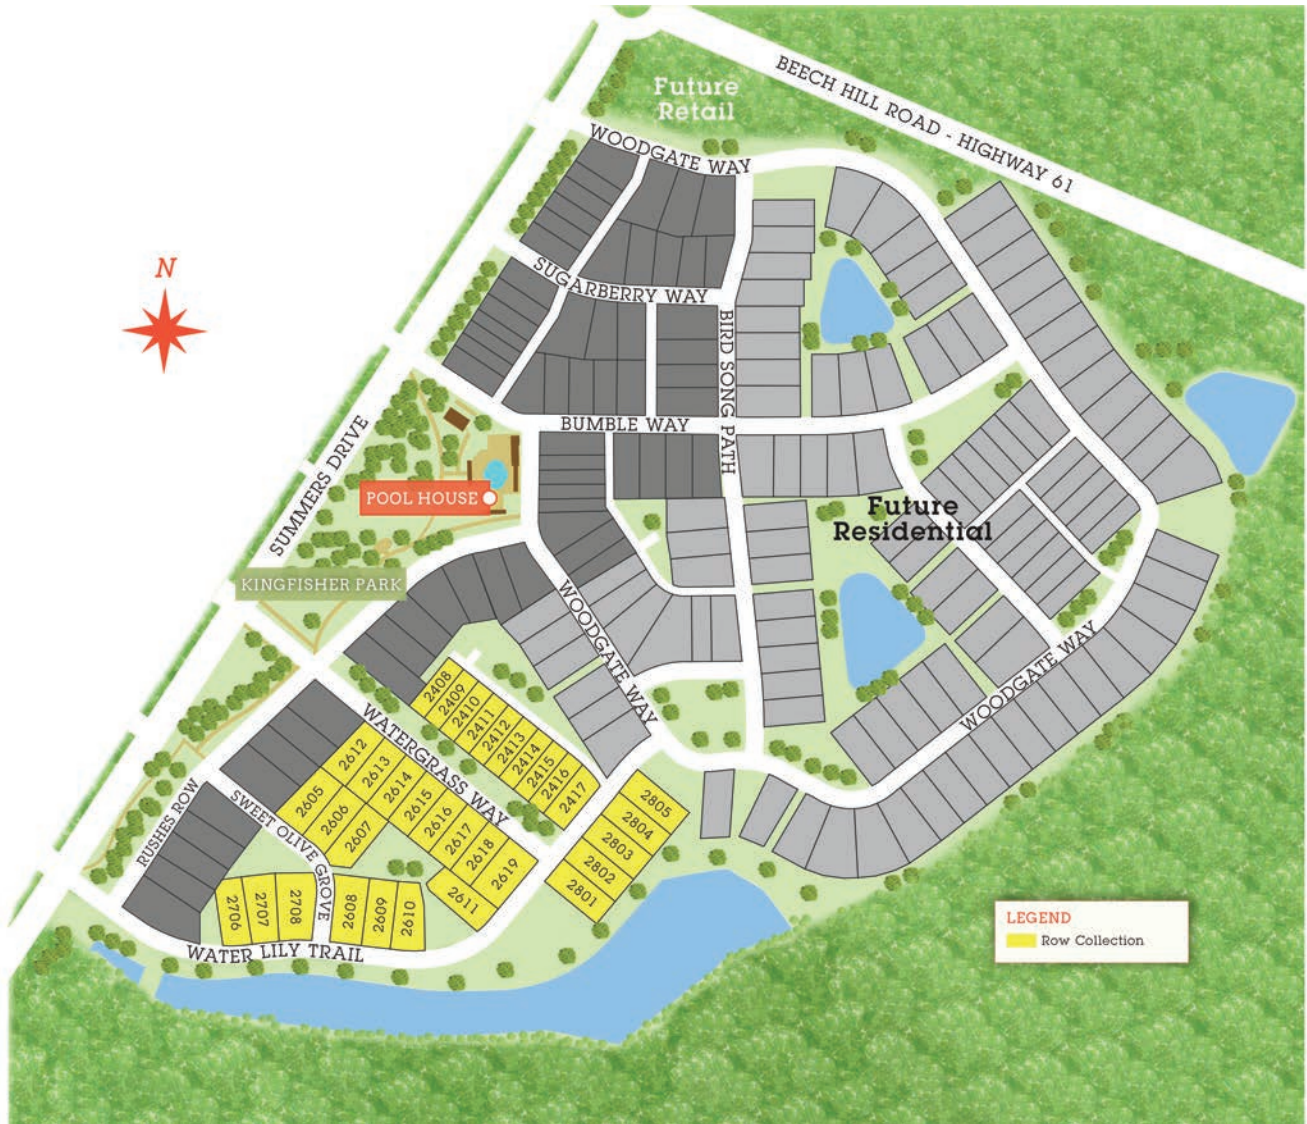 BEECH HILL ROAD - HIGHWAY 61
Future
Retail
WOODGATE WAY
N
SUGARBERRY WAY
BIRD SONG PATH
BUMBLE WAY
SUMMERS DRIVE
POOL HOUSE
Future
Residential
KINGFISHER PARK
WOODGATE WAY
WOODGATE WAY
2408
2409
2410
2411
2412
2413
2414
2415
2416
2417
WATERGRASS WAY
2612
2613
2614
2615
2616
2617
2618
2619
2605
2606
2607
2611
2805
2804
2803
2802
2801
RUSHES ROW
SWEET OLIVE GROVE
2706
2707
2708
2608
2609
2610
WATER LILY TRAIL
LEGEND
Row Collection